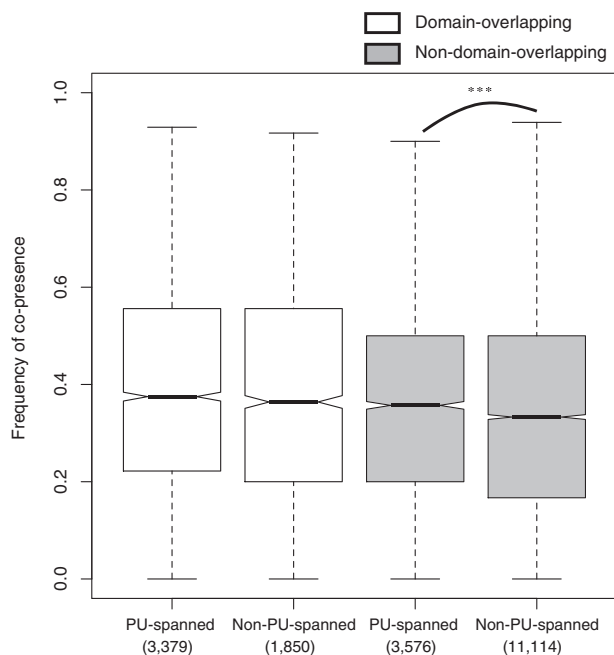 Domain-overlapping
Non-domain-overlapping
***
1.0
0.8
0.6
0.4
0.2
0.0
Frequency of co-presence
PU-spanned Non-PU-spanned PU-spanned Non-PU-spanned
(3,379) (1,850) (3,576) (11,114)